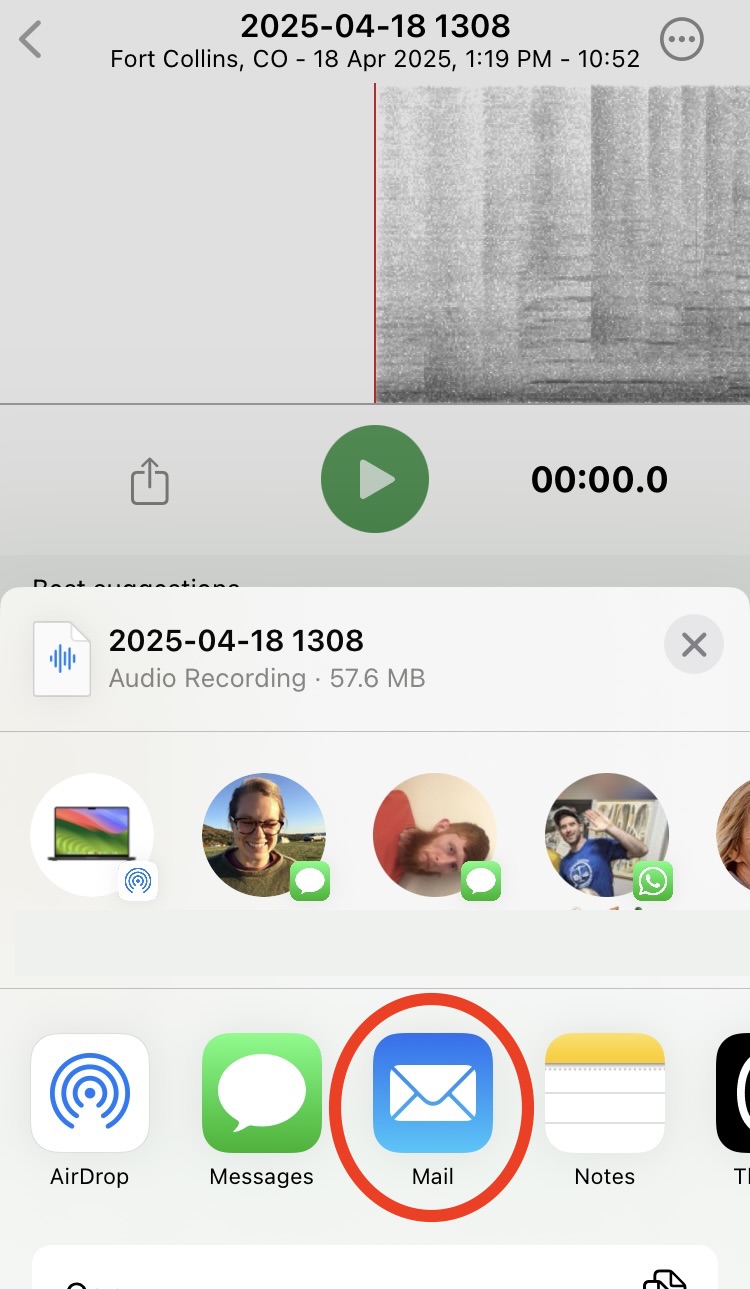 2025-04-18 1308
Fort Collins, CO - 18 Apr 2025, 1:19 PM - 10:52
00:00.0
Best suggestions
2025-04-18 1308
Audio Recording · 57.6 MB
AirDrop
Messages
Mail
Notes